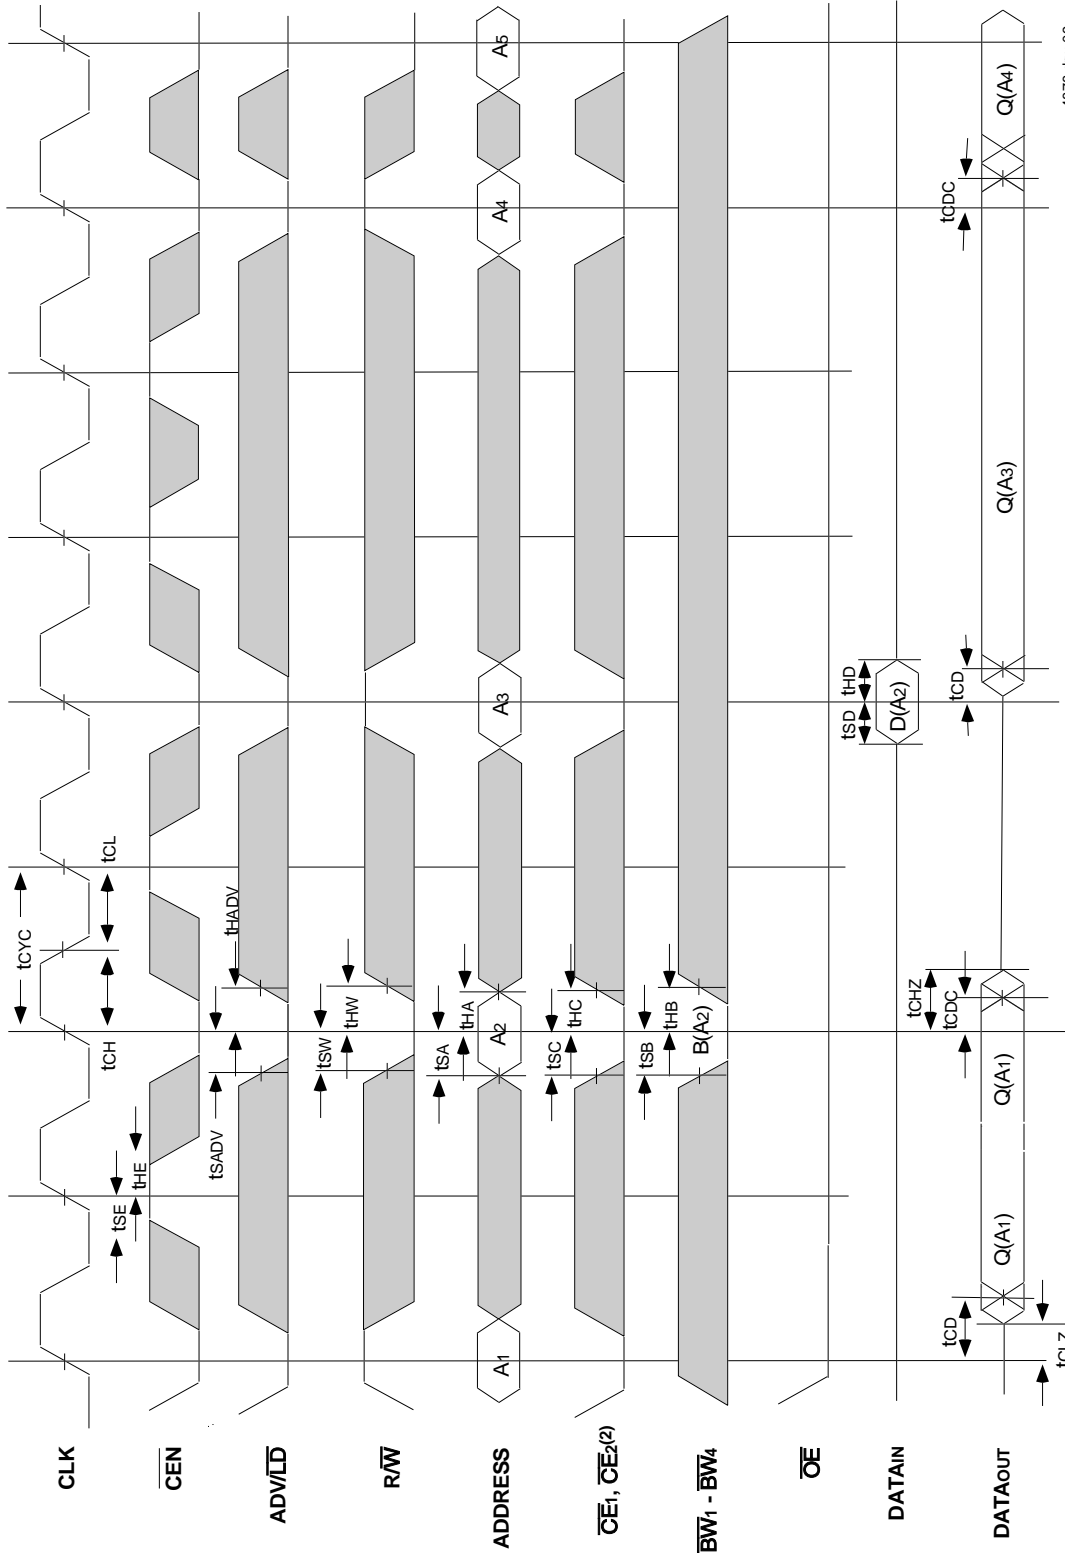 CLK
tCYC
tCH
tCL
CEN
tSE
tHE
ADV/LD
tSADV
tHADV
R/W
tSW
tHW
ADDRESS
A1
tSA
tHA
A2
A3
A4
A5
CE1, CE2(2)
tSC
tHC
BW1 - BW4
tSB
tHB
B(A2)
OE
DATAIN
tSD
tHD
D(A2)
DATAOUT
tCD
tCLZ
Q(A1)
Q(A1)
tCHZ
tCDC
tCD
Q(A3)
tCDC
Q(A4)